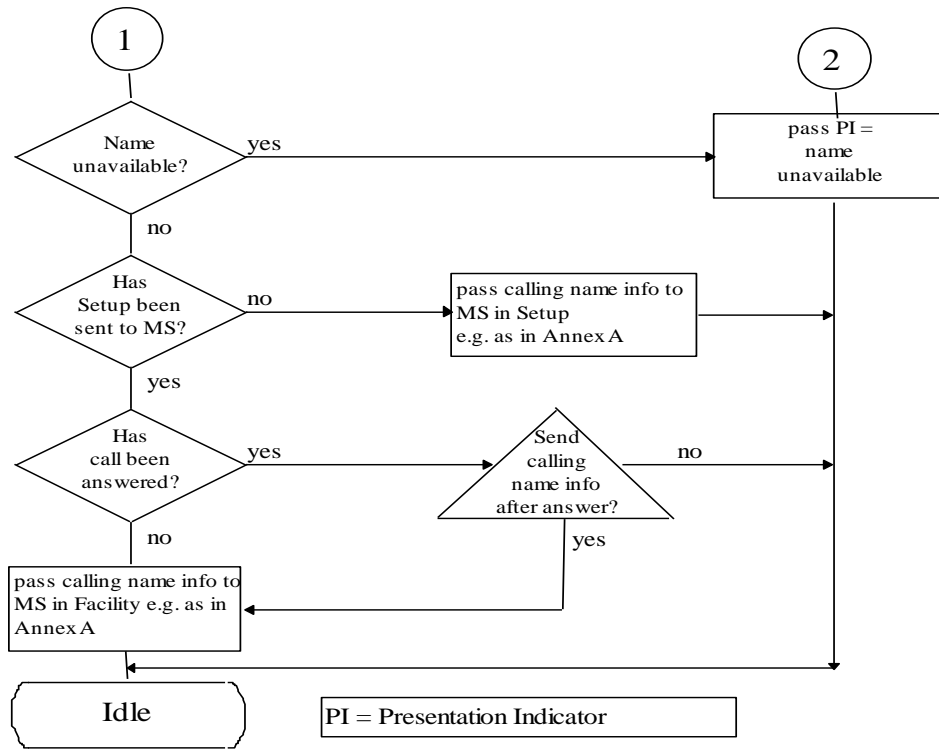 1
2
Name
unavailable?
yes
pass PI =
name
unavailable
no
Has
Setup been
sent to MS?
no
pass calling name info to
MS in Setup
e.g. as in Annex A
yes
Has
call been
answered?
yes
Send
calling
name info
after answer?
no
no
yes
pass calling name info to
MS in Facility e.g. as in
Annex A
Idle
PI = Presentation Indicator